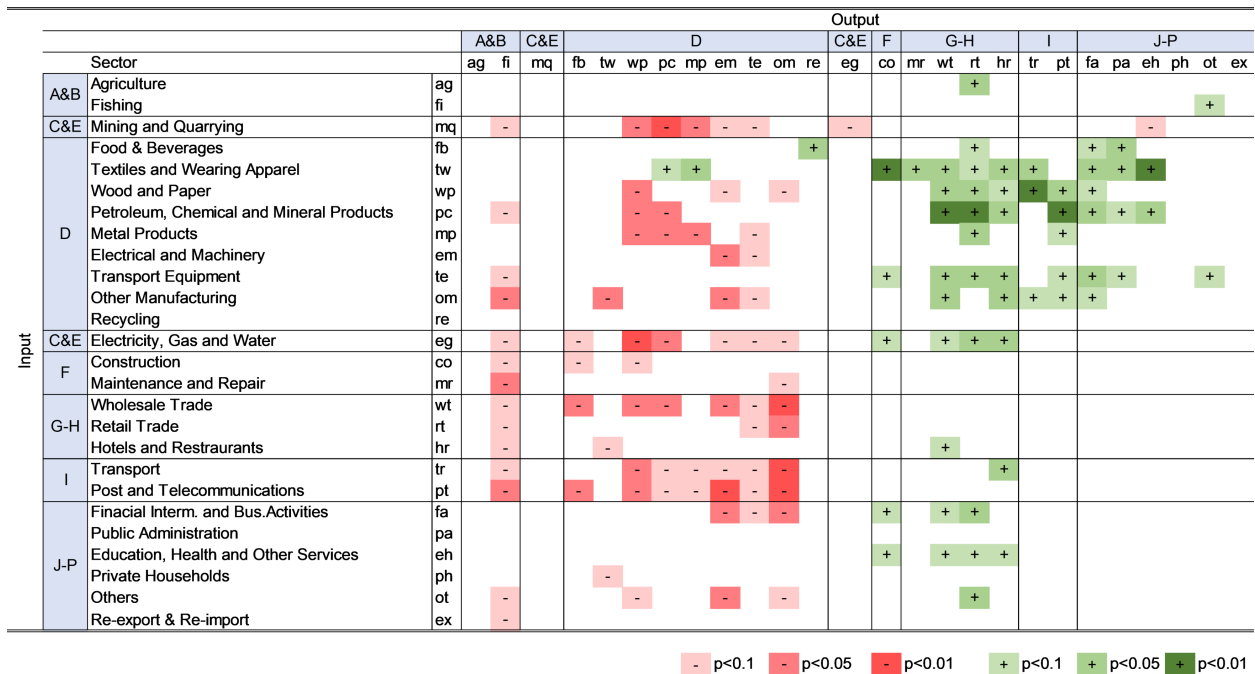 Output
A&B C&E D C&E F G-H I J-P
Sector ag fi mq fb tw wp pc mp em te om re eg co mr wt rt hr tr pt fa pa eh ph ot ex
Input
A&B
Agriculture ag +
Fishing fi +
C&E Mining and Quarrying mq - - - - - - - -
D
Food & Beverages fb + + + +
Textiles and Wearing Apparel tw + + + + + + + + + + +
Wood and Paper wp - - - + + + + + +
Petroleum, Chemical and Mineral Products pc - - - + + + + + + +
Metal Products mp - - - - + +
Electrical and Machinery em - -
Transport Equipment te - + + + + + + + +
Other Manufacturing om - - - - + + + + +
Recycling re
C&E Electricity, Gas and Water eg - - - - - - - + + + +
F
Construction co - - -
Maintenance and Repair mr - -
G-H
Wholesale Trade wt - - - - - - -
Retail Trade rt - - -
Hotels and Restraurants hr - - +
I
Transport tr - - - - - - - +
Post and Telecommunications pt - - - - - - - -
J-P
Finacial Interm. and Bus.Activities fa - - - + + +
Public Administration pa
Education, Health and Other Services eh + + + +
Private Households ph -
Others ot - - - - +
Re-export & Re-import ex -
- p<0.1 - p<0.05 - p<0.01 + p<0.1 + p<0.05 + p<0.01